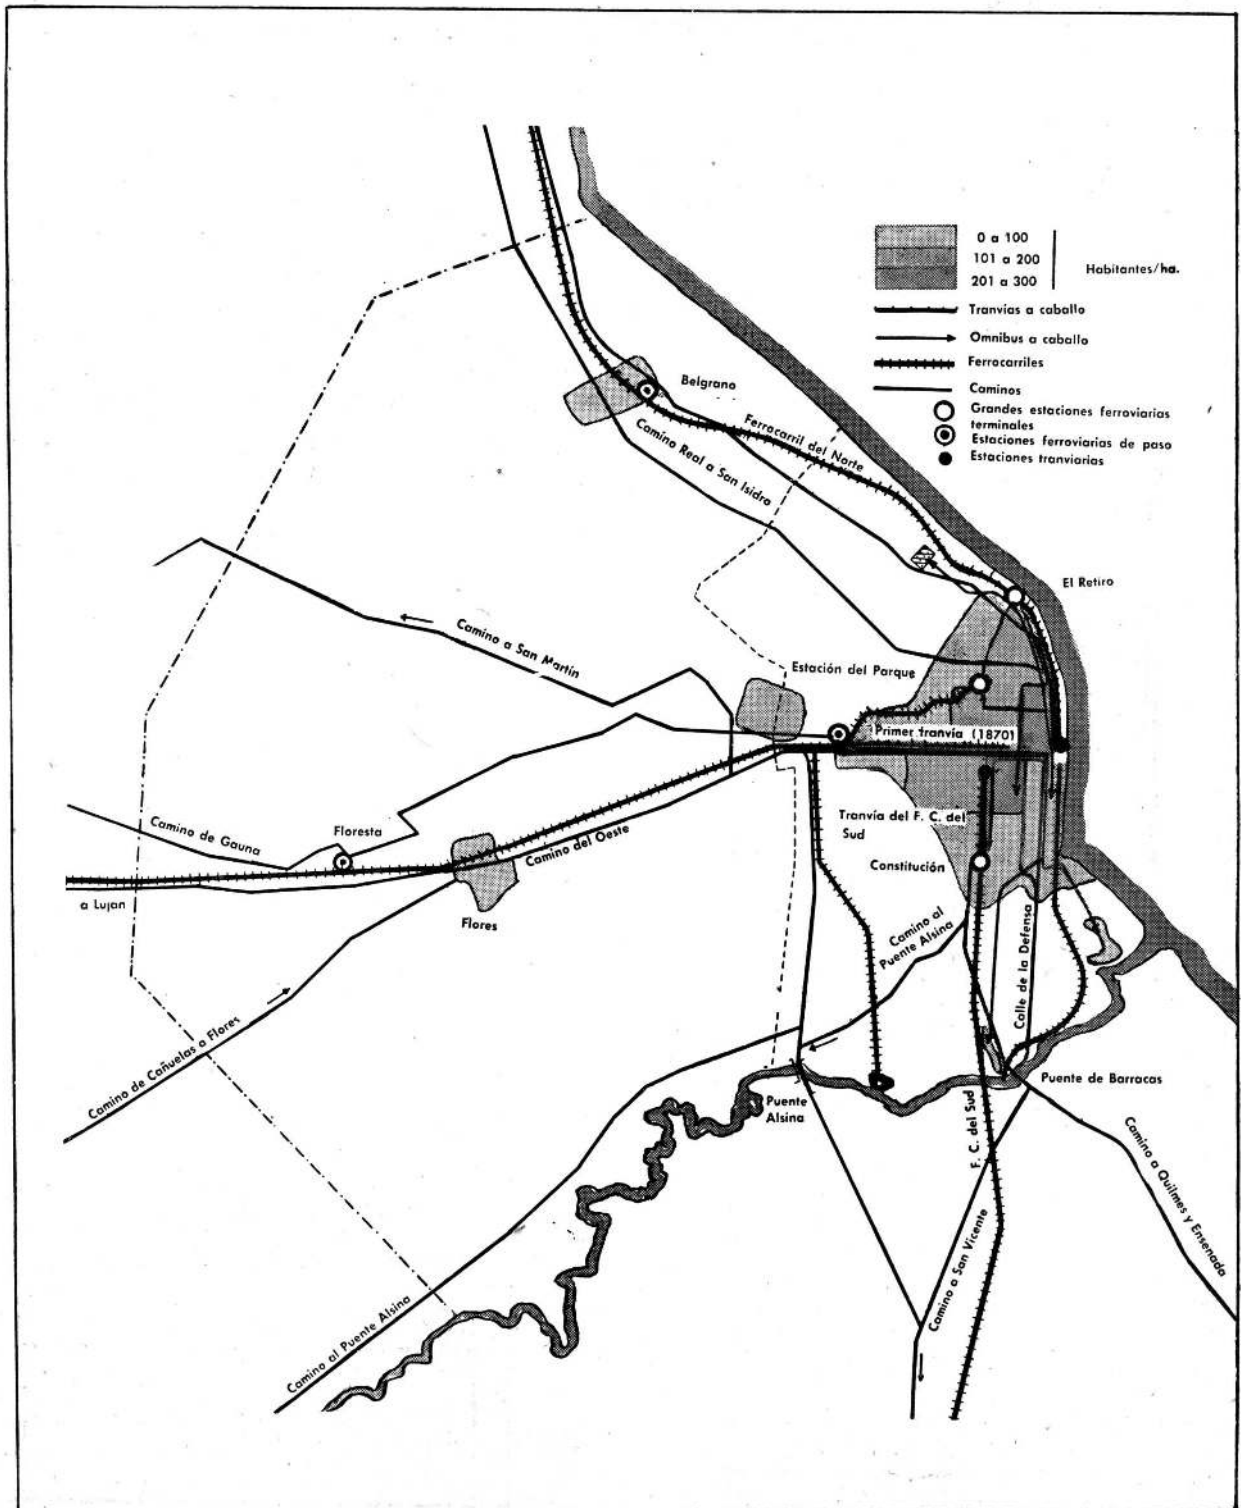 0 a 100
101 a 200
201 a 300
Habitantes/ha.
Tranvías a caballo
Omnibus a caballo
Ferrocarriles
Caminos
Grandes estaciones ferroviarias
terminales
Estaciones ferroviarias de paso
Estaciones tranviarias
Belgrano
Ferrocarril del Norte
Camino Real a San Isidro
El Retiro
Camino a San Martín
Estación del Parque
Primer tranvía (1870)
Camino de Gauna
Floresta
Camino del Oeste
Tranvía del F. C. del
Sud
Constitución
a Lujan
Flores
Camino al
Puente Alsina
Calle de la Defensa
Camino de Cañuelas a Flores
Puente
Alsina
F. C. del Sud
Puente de Barracas
Camino a Quilmes y Ensenada
Camino a San Vicente
Camino al Puente Alsina